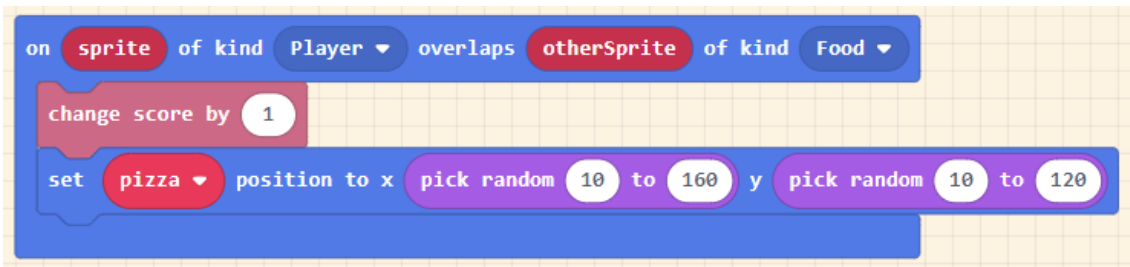 on sprite of kind Player overlaps otherSprite of kind Food
change score by 1
set pizza position to x pick random 10 to 160 y pick random 10 to 120